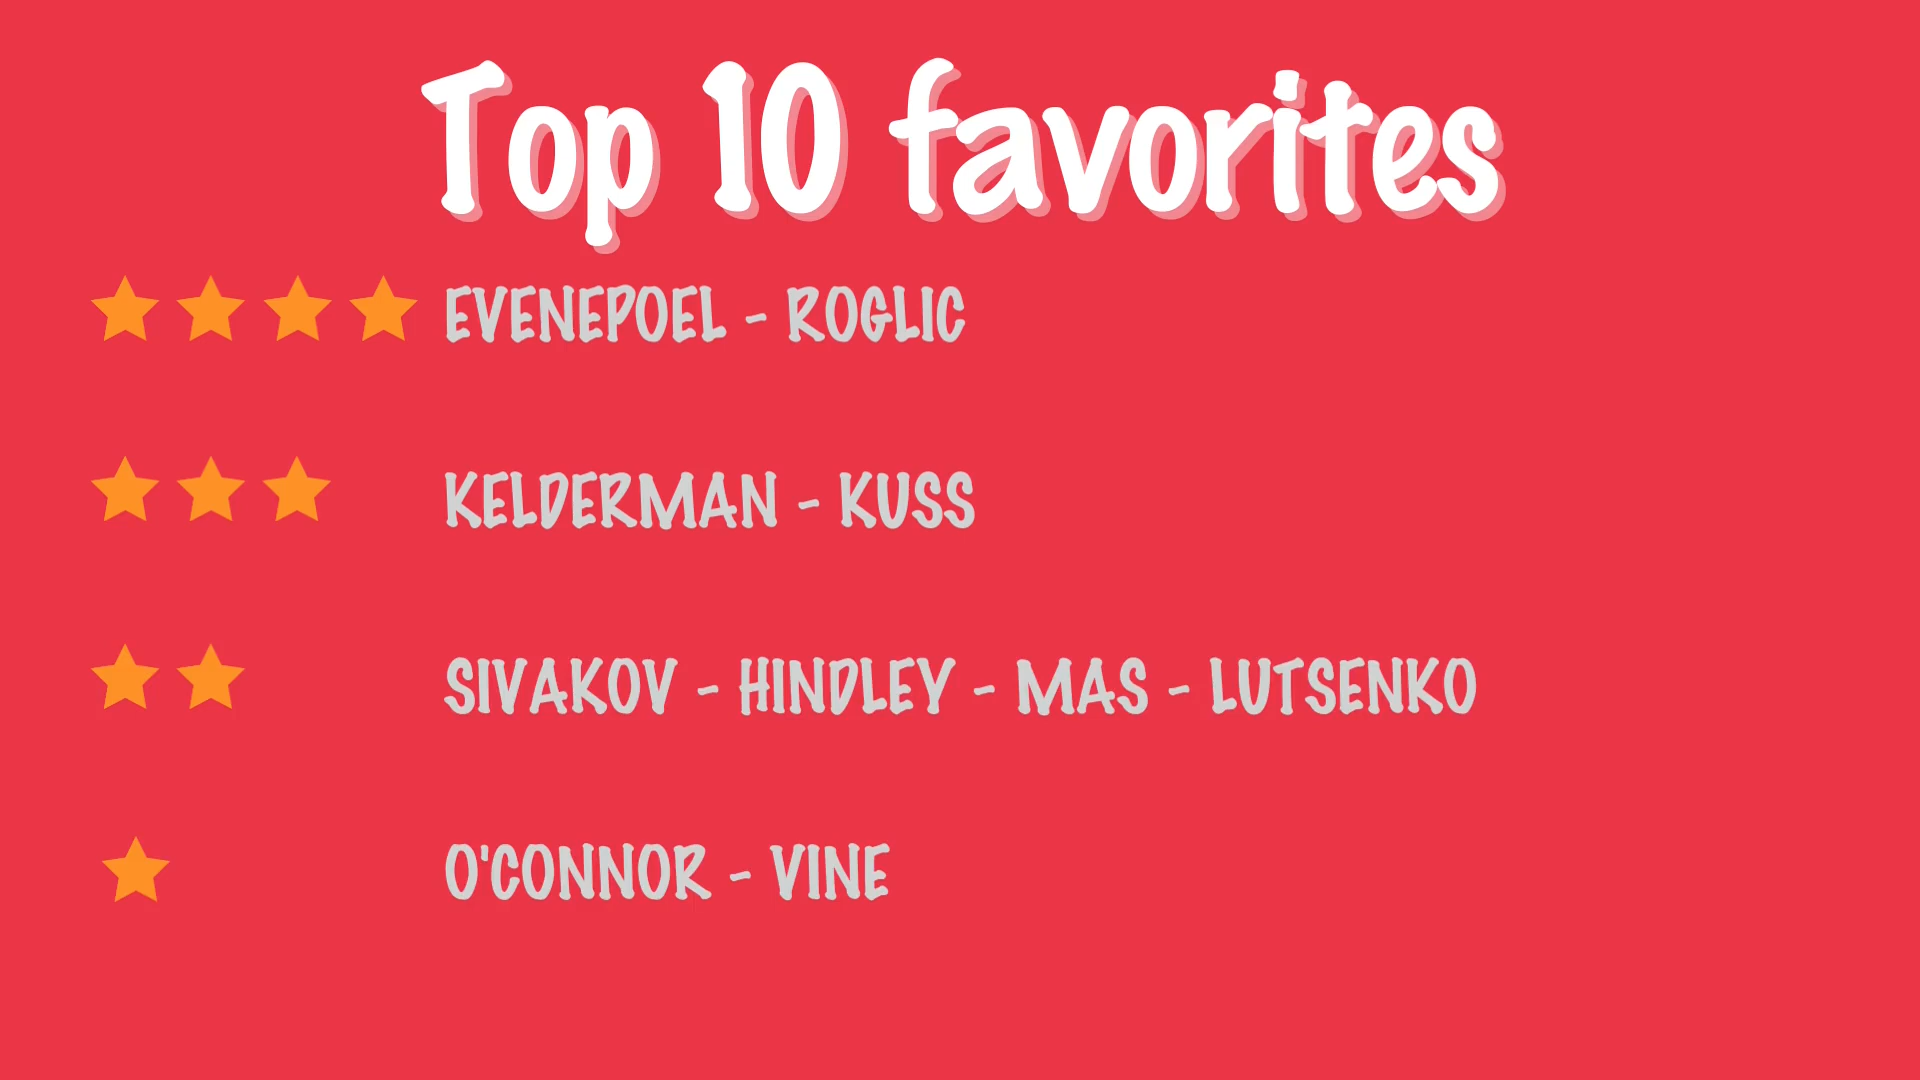 Top 10 favorites
EVENEPOEL - ROGLIC
KELDERMAN - KUSS
SIVAKOV - HINDLEY - MAS - LUTSENKO
O'CONNOR - VINE